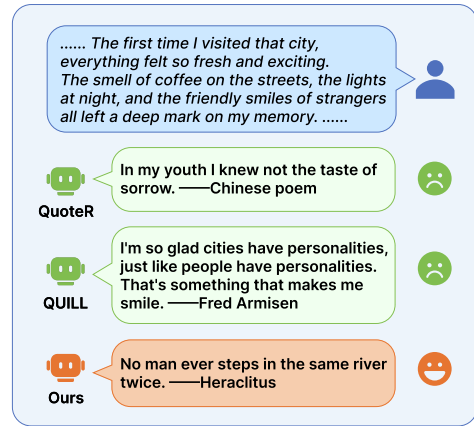 ...... The first time I visited that city,
everything felt so fresh and exciting.
The smell of coffee on the streets, the lights
at night, and the friendly smiles of strangers
all left a deep mark on my memory. ......
In my youth I knew not the taste of
sorrow. ——Chinese poem
QuoteR
I'm so glad cities have personalities,
just like people have personalities.
That's something that makes me
smile. ——Fred Armisen
QUILL
No man ever steps in the same river
twice. ——Heraclitus
Ours